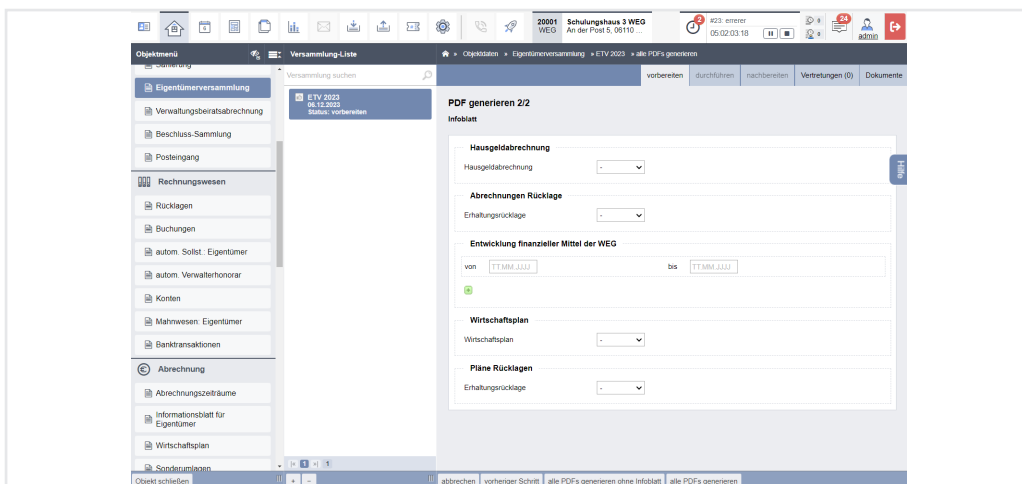 20001
WEG
Schulungshaus 3 WEG
An der Post 5, 06110 ...
2
#23: errerer
05:02:03:18
24
admin
Objektmenü
Versammlung-Liste
» Objektdaten » Eigentümerversammlung » ETV 2023 » alle PDFs generieren
Sanierung
Eigentümerversammlung
Verwaltungsbeiratsabrechnung
Beschluss-Sammlung
Posteingang
Rechnungswesen
Rücklagen
Buchungen
autom. Sollst.: Eigentümer
autom. Verwalterhonorar
Konten
Mahnwesen: Eigentümer
Banktransaktionen
Abrechnung
Abrechnungszeiträume
Informationsblatt für
Eigentümer
Wirtschaftsplan
Sonderumlagen
Objekt schließen
Versammlung suchen
ETV 2023
06.12.2023
Status: vorbereiten
1
1
+ -
vorbereiten durchführen nachbereiten Vertretungen (0) Dokumente
PDF generieren 2/2
Infoblatt
Hausgeldabrechnung
Hausgeldabrechnung -
Abrechnungen Rücklage
Erhaltungsrücklage -
Entwicklung finanzieller Mittel der WEG
von TT.MM.JJJJ bis TT.MM.JJJJ
+
Wirtschaftsplan
Wirtschaftsplan -
Pläne Rücklagen
Erhaltungsrücklage -
Hilfe
abbrechen vorheriger Schritt alle PDFs generieren ohne Infoblatt alle PDFs generieren